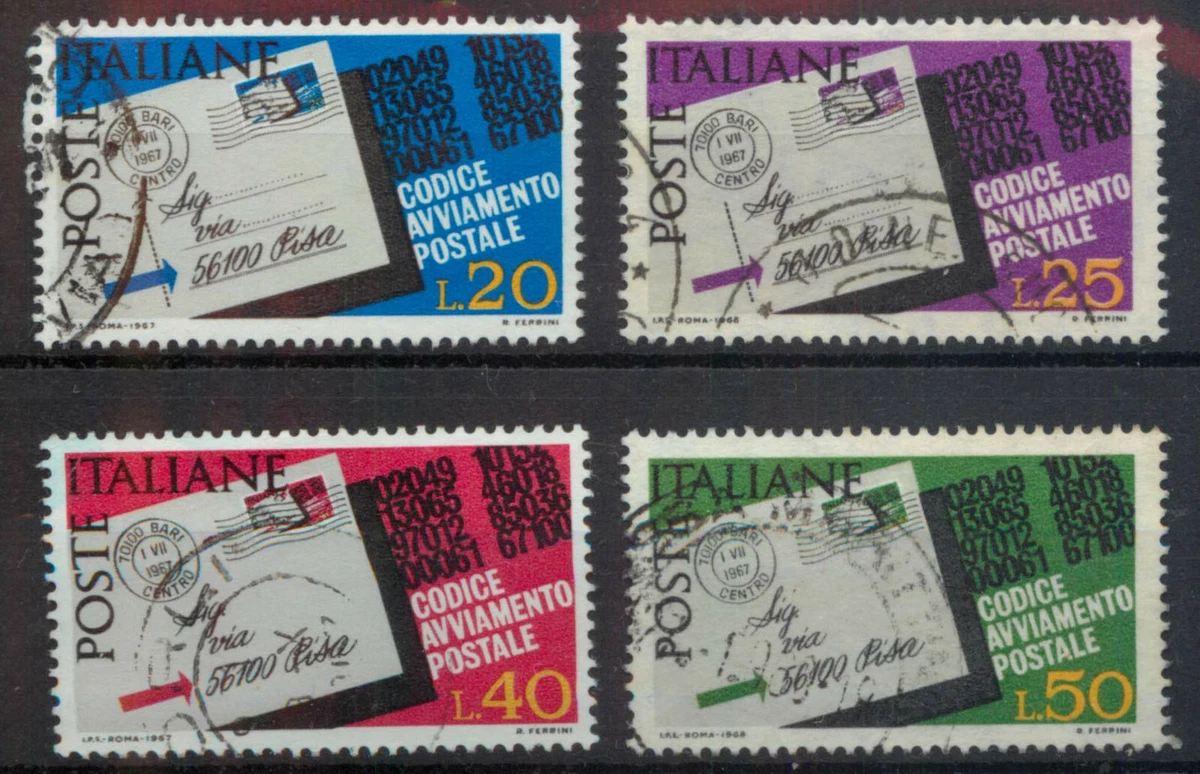 POSTE ITALIANE
02049 10132
13065 46018
97012 85036
00061 67100
70100 BARI
1 VII
1967
CENTRO
Sig.
via
56100 Pisa
CODICE
AVVIAMENTO
POSTALE
L.20
I.P.S.-ROMA-1967
R. FERRINI
POSTE ITALIANE
02049 10132
13065 46018
97012 85036
00061 67100
70100 BARI
1 VII
1967
CENTRO
Sig.
via
56100 Pisa
CODICE
AVVIAMENTO
POSTALE
L.25
I.P.S.-ROMA-1968
R. FERRINI
POSTE ITALIANE
02049 10132
13065 46018
97012 85036
00061 67100
70100 BARI
1 VII
1967
CENTRO
Sig.
via
56100 Pisa
CODICE
AVVIAMENTO
POSTALE
L.40
I.P.S.-ROMA-1967
R. FERRINI
POSTE ITALIANE
02049 10132
13065 46018
97012 85036
00061 67100
70100 BARI
1 VII
1967
CENTRO
Sig.
via
56100 Pisa
CODICE
AVVIAMENTO
POSTALE
L.50
I.P.S.-ROMA-1968
R. FERRINI